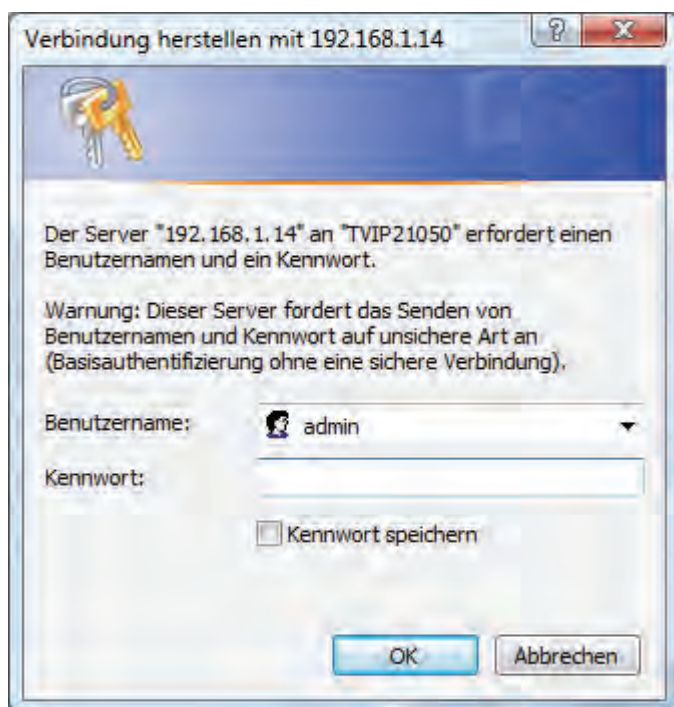 Verbindung herstellen mit 192.168.1.14
Der Server "192.168.1.14" an "TVIP21050" erfordert einen
Benutzernamen und ein Kennwort.
Warnung: Dieser Server fordert das Senden von
Benutzernamen und Kennwort auf unsichere Art an
(Basisauthentifizierung ohne eine sichere Verbindung).
Benutzername:
admin
Kennwort:
Kennwort speichern
OK
Abbrechen